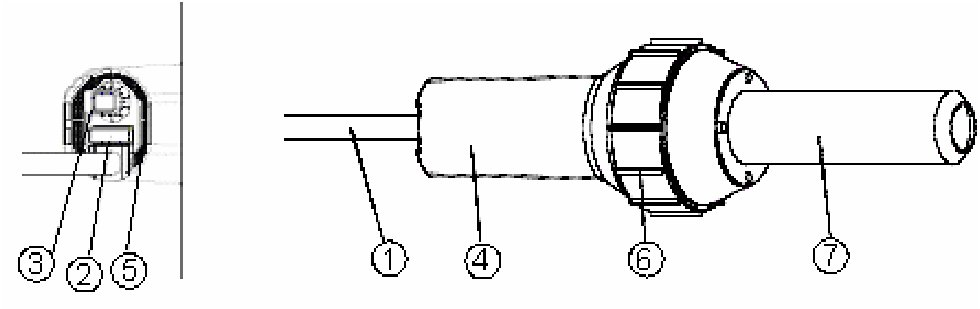 ③ ② ⑤ ① ④ ⑥ ⑦